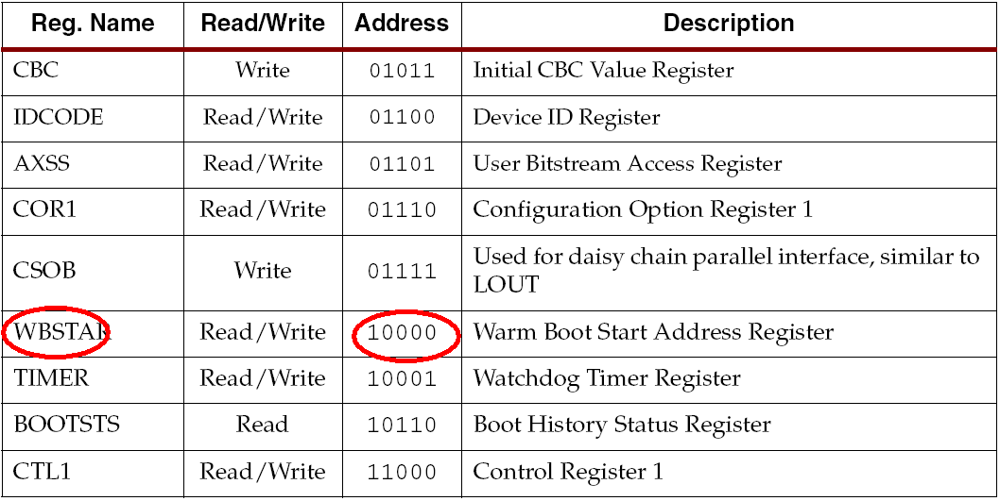 Reg. Name Read/Write Address Description
CBC Write 01011 Initial CBC Value Register
IDCODE Read/Write 01100 Device ID Register
AXSS Read/Write 01101 User Bitstream Access Register
COR1 Read/Write 01110 Configuration Option Register 1
CSOB Write 01111 Used for daisy chain parallel interface, similar to
LOUT
WBSTAR Read/Write 10000 Warm Boot Start Address Register
TIMER Read/Write 10001 Watchdog Timer Register
BOOTSTS Read 10110 Boot History Status Register
CTL1 Read/Write 11000 Control Register 1